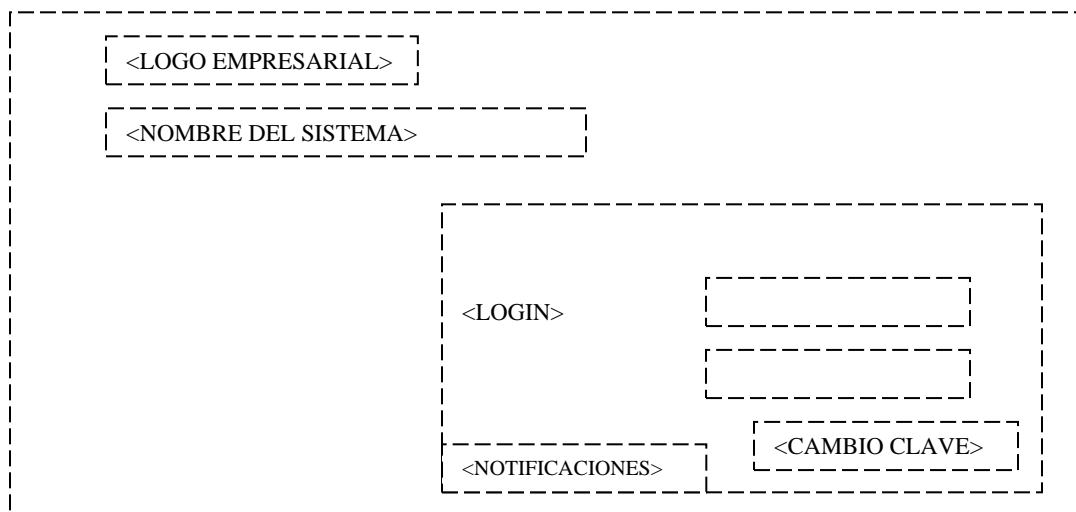 <LOGO EMPRESARIAL>
<NOMBRE DEL SISTEMA>
<LOGIN>
<CAMBIO CLAVE>
<NOTIFICACIONES>